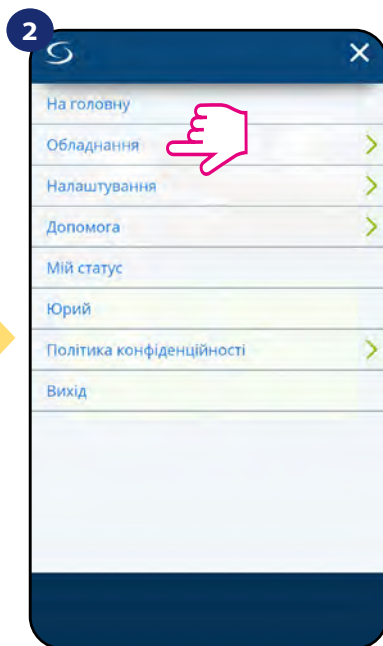 2
На головну
Обладнання
Налаштування
Допомога
Мій статус
Юрий
Політика конфіденційності
Вихід